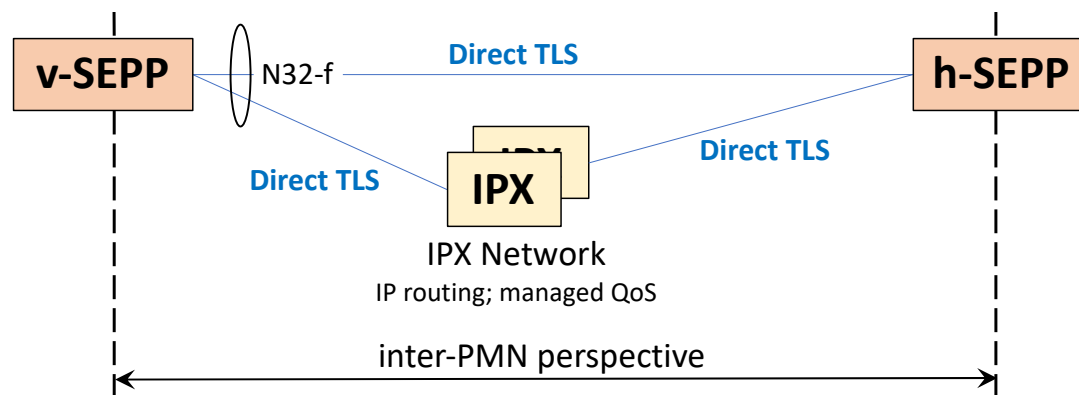 v-SEPP
N32-f
Direct TLS
h-SEPP
Direct TLS
IPX
IPX
Direct TLS
IPX Network
IP routing; managed QoS
inter-PMN perspective